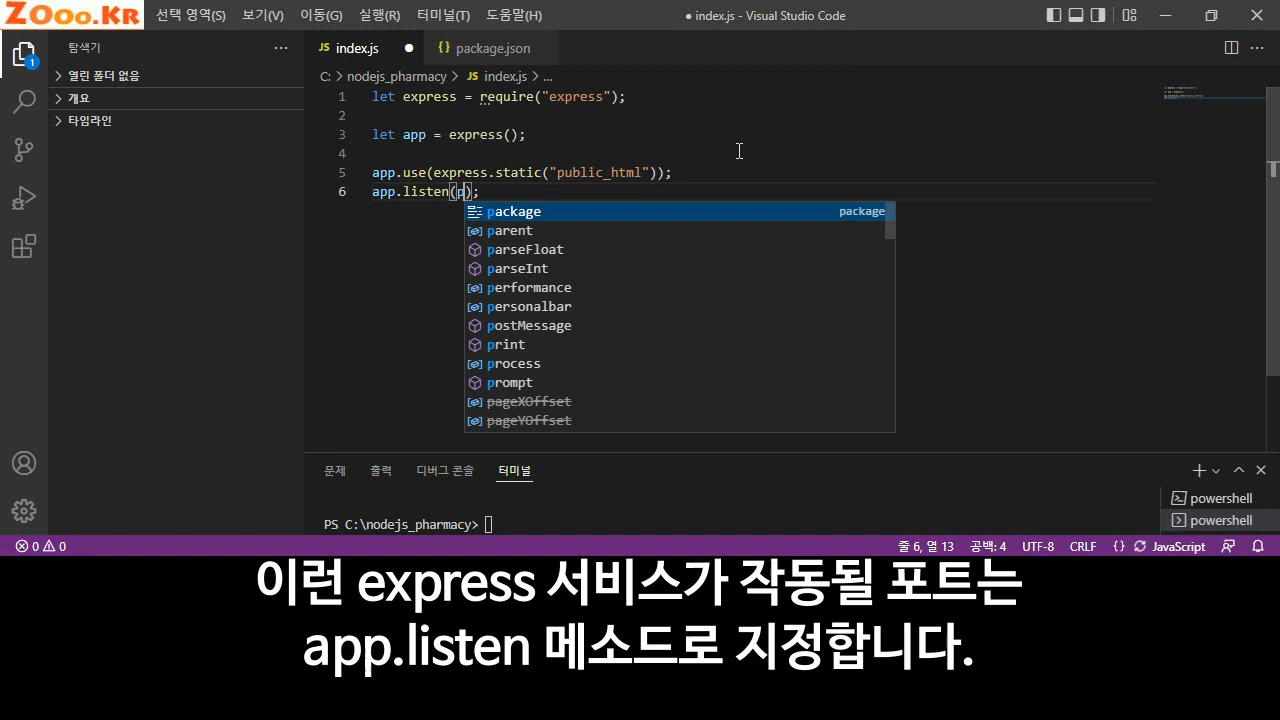 ZOoo.Kr
선택 영역(S) 보기(V) 이동(G) 실행(R) 터미널(T) 도움말(H)
● index.js - Visual Studio Code
탐색기
열린 폴더 없음
개요
타임라인
1
JS index.js ●
{} package.json
C: > nodejs_pharmacy > JS index.js > ...
1 let express = require("express");
2
3 let app = express();
4
5 app.use(express.static("public_html"));
6 app.listen(p);
package package
parent
parseFloat
parseInt
performance
personalbar
postMessage
print
process
prompt
pageXOffset
pageYOffset
문제 출력 디버그 콘솔 터미널
PS C:\nodejs_pharmacy>
powershell
powershell
0 0
줄 6, 열 13 공백: 4 UTF-8 CRLF {} JavaScript
이런 express 서비스가 작동될 포트는
app.listen 메소드로 지정합니다.